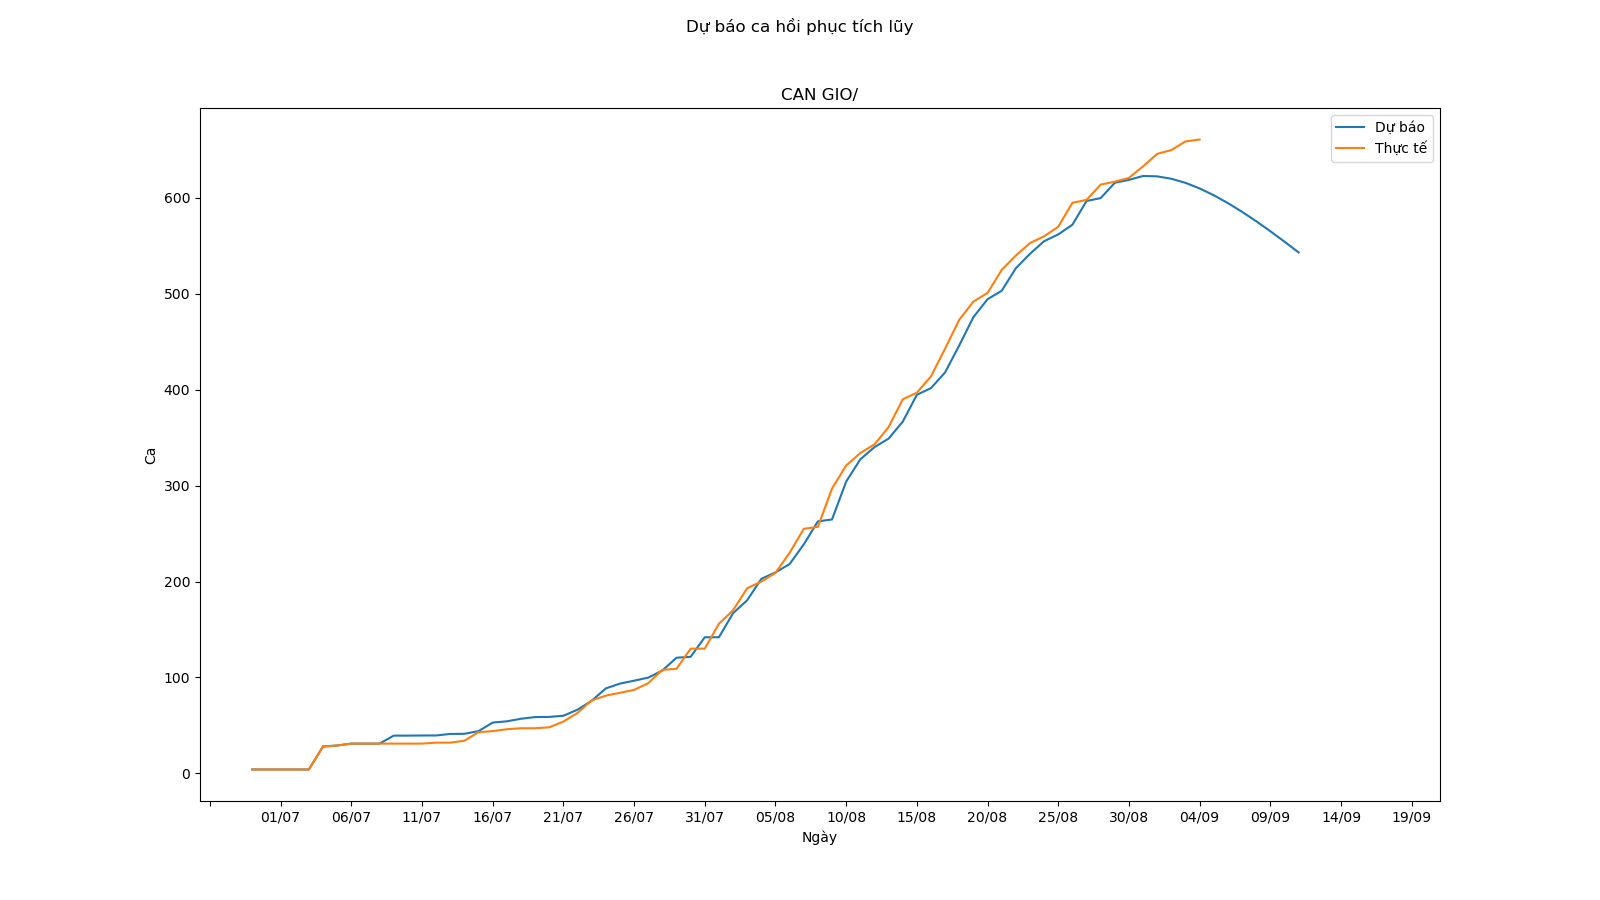 Dự báo ca hồi phục tích lũy
CAN GIO/
Dự báo
Thực tế
Ca
600
500
400
300
200
100
0
01/07 06/07 11/07 16/07 21/07 26/07 31/07 05/08 10/08 15/08 20/08 25/08 30/08 04/09 09/09 14/09 19/09
Ngày